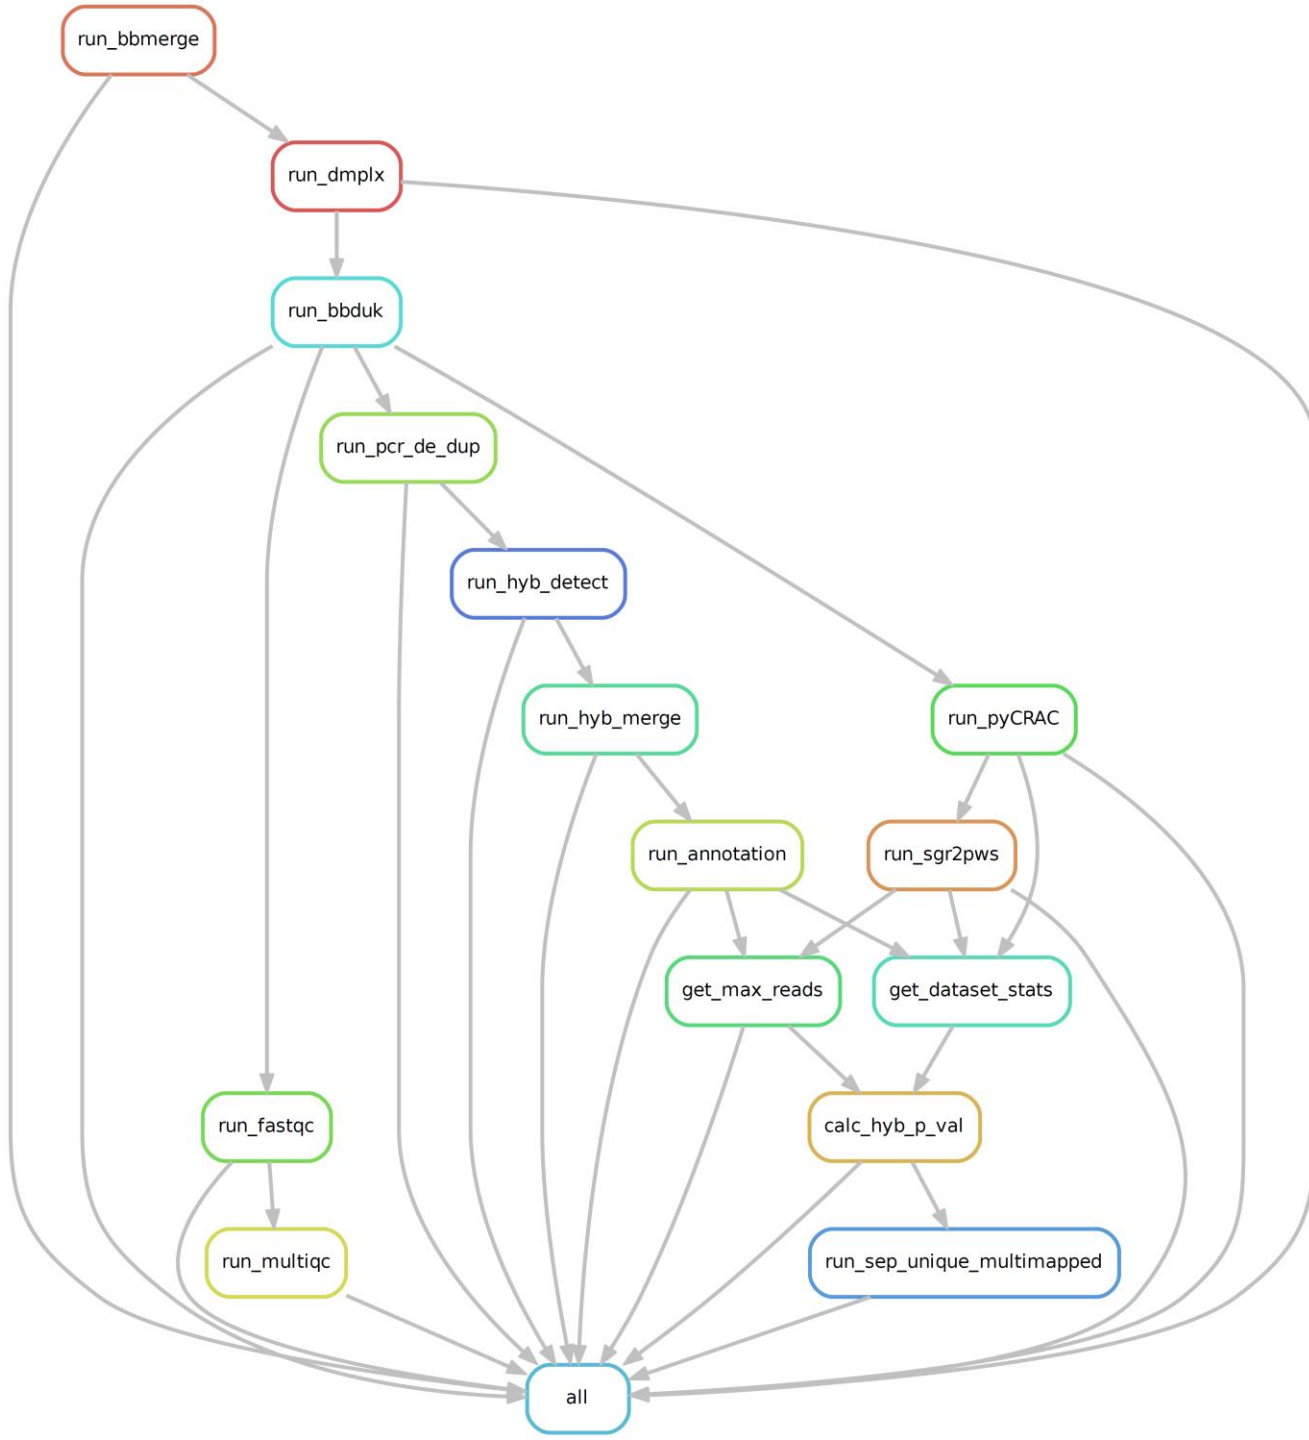 run_bbmerge
run_dmplx
run_bbduk
run_pcr_de_dup
run_hyb_detect
run_hyb_merge
run_pyCRAC
run_annotation
run_sgr2pws
get_max_reads
get_dataset_stats
run_fastqc
calc_hyb_p_val
run_multiqc
run_sep_unique_multimapped
all